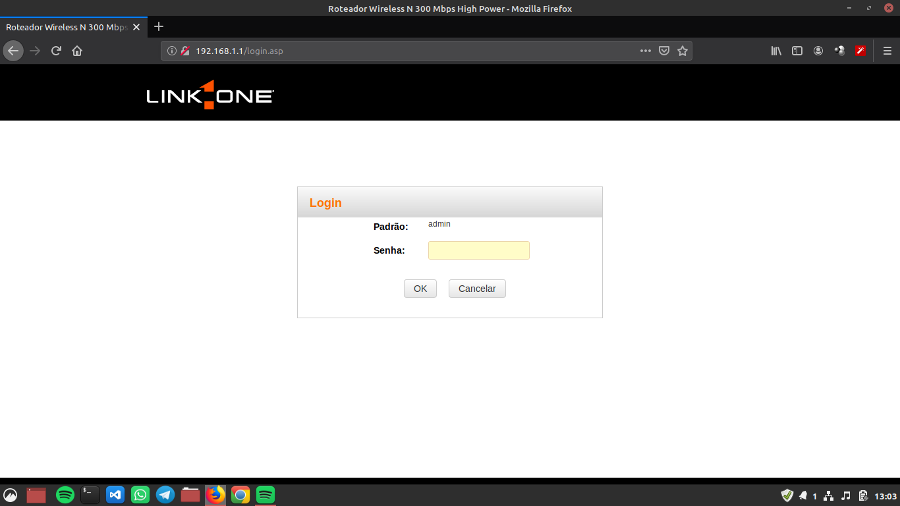 Roteador Wireless N 300 Mbps High Power - Mozilla Firefox
Roteador Wireless N 300 Mbps
192.168.1.1/login.asp
LINK ONE
Login
Padrão: admin
Senha:
OK Cancelar
1 13:03